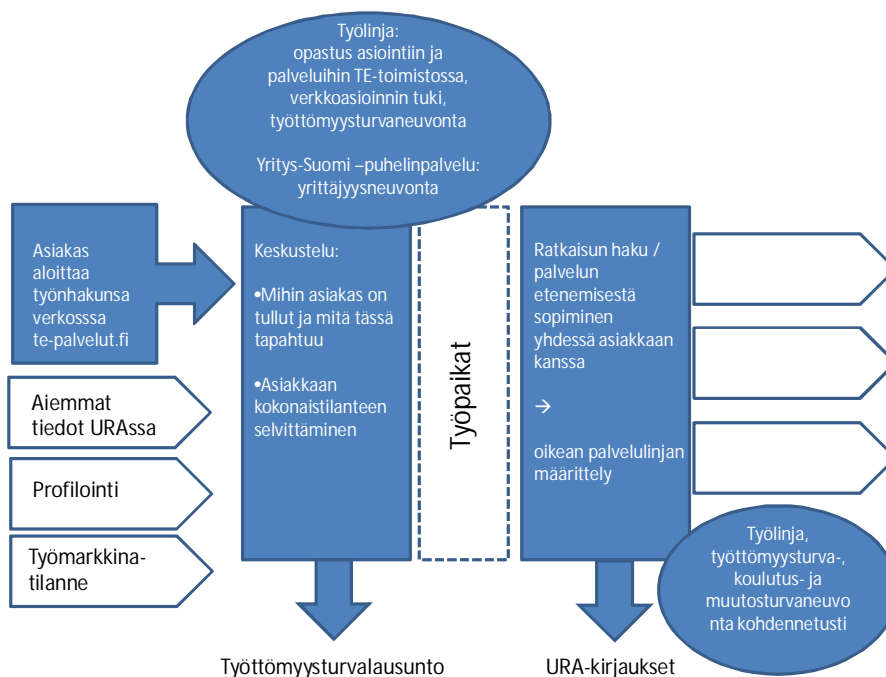 Työlinja:
opastus asiointiin ja
palveluihin TE-toimistossa,
verkkoasioinnin tuki,
työttömyysturvaneuvonta
Yritys-Suomi –puhelinpalvelu:
yrittäjyysneuvonta
Asiakas
aloittaa
työnhakunsa
verkosssa
te-palvelut.fi
Aiemmat
tiedot URAssa
Profilointi
Työmarkkina-
tilanne
Keskustelu:
•Mihin asiakas on
tullut ja mitä tässä
tapahtuu
•Asiakkaan
kokonaistilanteen
selvittäminen
Työpaikat
Ratkaisun haku /
palvelun
etenemisestä
sopiminen
yhdessä asiakkaan
kanssa
→
oikean palvelulinjan
määrittely
Työlinja,
työttömyysturva-,
koulutus- ja
muutosturvaneuvo
nta kohdennetusti
Työttömyysturvalausunto
URA-kirjaukset